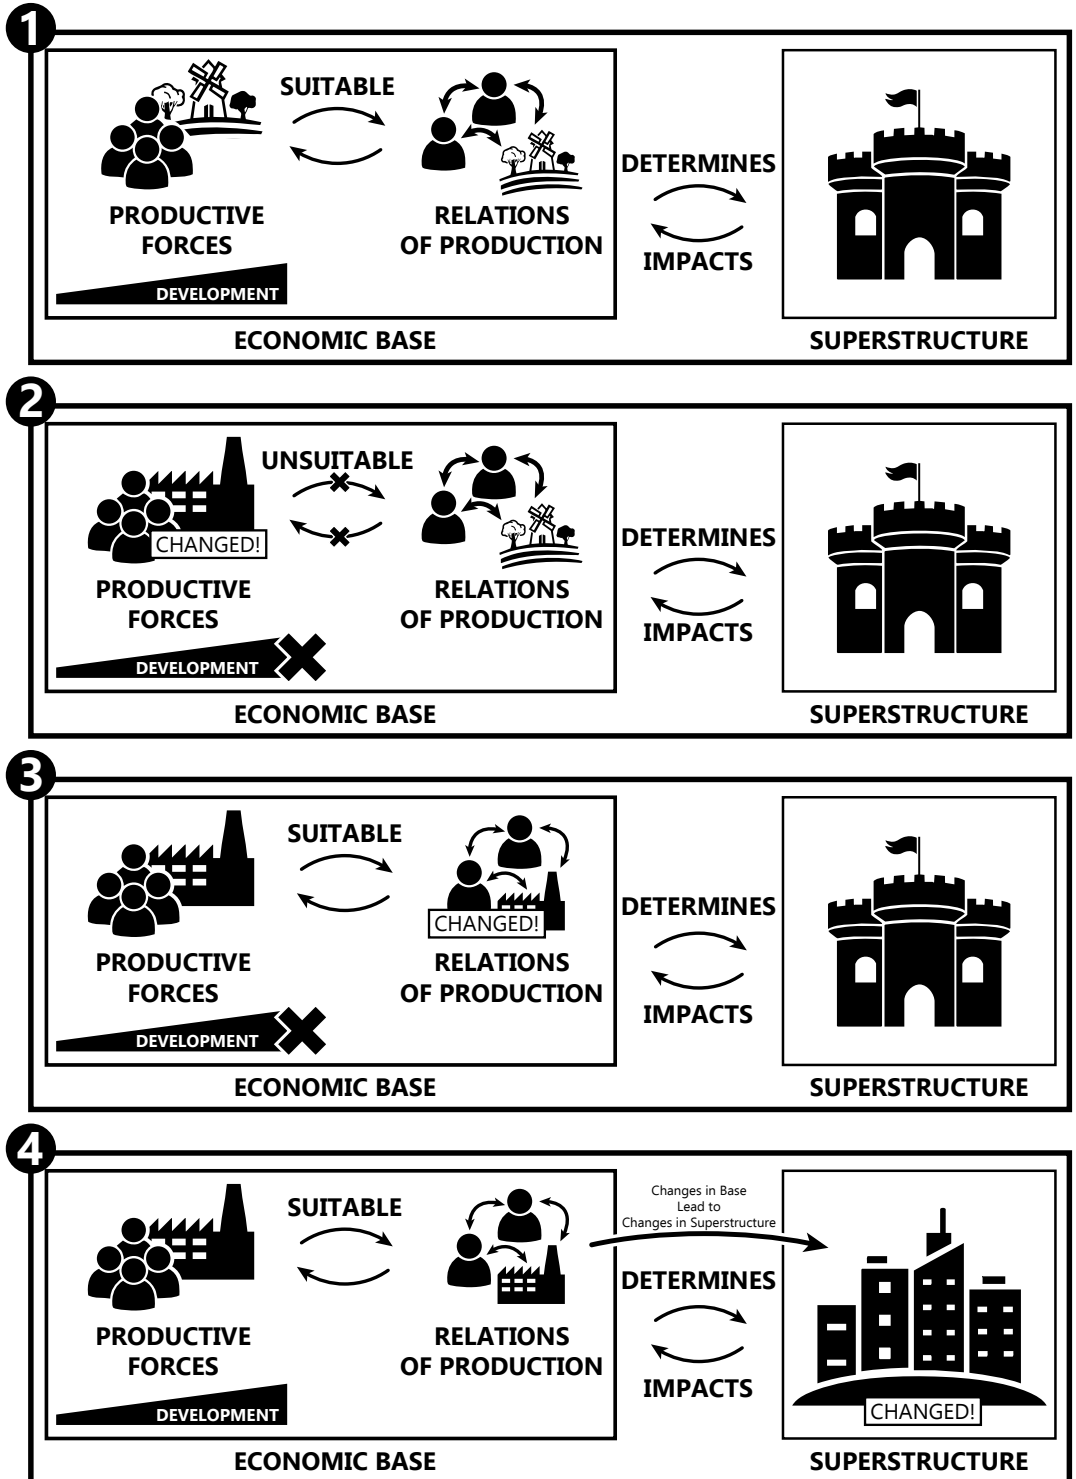 1
SUITABLE
DETERMINES
PRODUCTIVE
FORCES
RELATIONS
OF PRODUCTION
IMPACTS
DEVELOPMENT
ECONOMIC BASE
SUPERSTRUCTURE
2
UNSUITABLE
CHANGED!
DETERMINES
PRODUCTIVE
FORCES
RELATIONS
OF PRODUCTION
IMPACTS
DEVELOPMENT
ECONOMIC BASE
SUPERSTRUCTURE
3
SUITABLE
CHANGED!
DETERMINES
PRODUCTIVE
FORCES
RELATIONS
OF PRODUCTION
IMPACTS
DEVELOPMENT
ECONOMIC BASE
SUPERSTRUCTURE
4
SUITABLE
Changes in Base
Lead to
Changes in Superstructure
DETERMINES
PRODUCTIVE
FORCES
RELATIONS
OF PRODUCTION
IMPACTS
CHANGED!
DEVELOPMENT
ECONOMIC BASE
SUPERSTRUCTURE